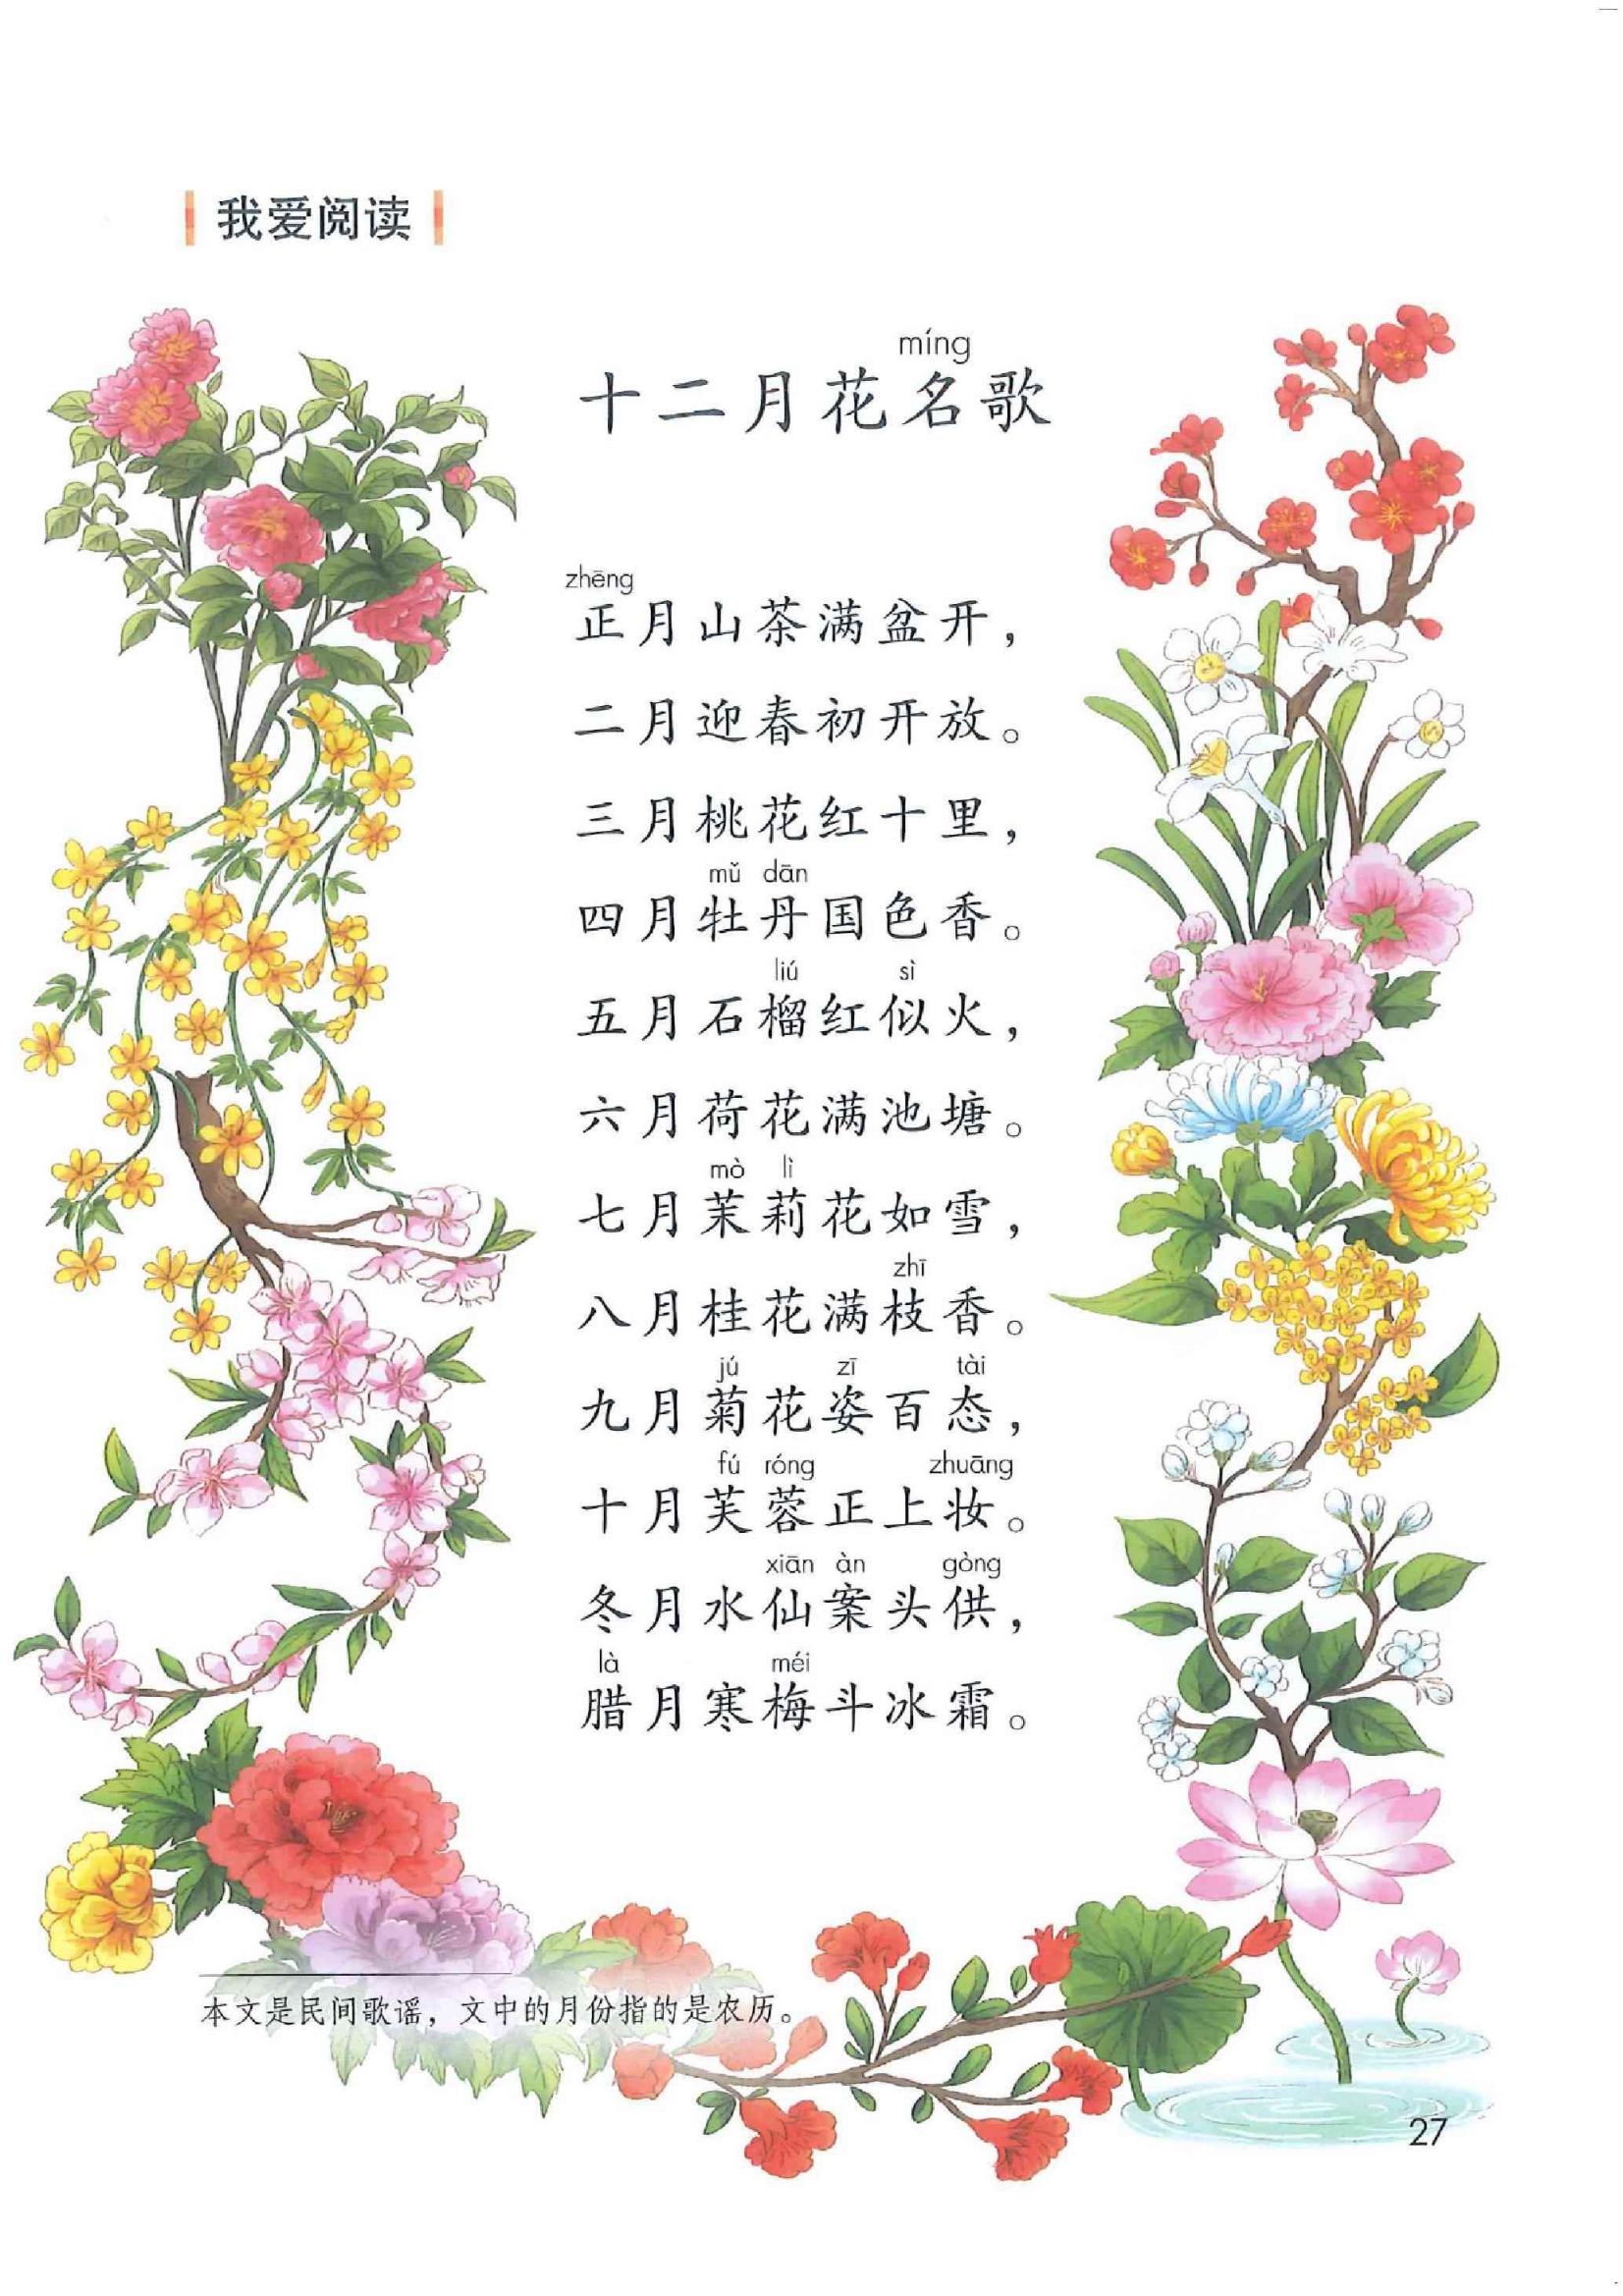 我爱阅读
míng
十二月花名歌
zhēng
正月山茶满盆开，
二月迎春初开放。
三月桃花红十里，
mǔ dān
四月牡丹国色香。
liú sì
五月石榴红似火，
六月荷花满池塘。
mò lì
七月茉莉花如雪，
zhī
八月桂花满枝香。
jú zī tài
九月菊花姿百态，
fú róng zhuāng
十月芙蓉正上妆。
xiān àn gòng
冬月水仙案头供，
là méi
腊月寒梅斗冰霜。
本文是民间歌谣，文中的月份指的是农历。
27